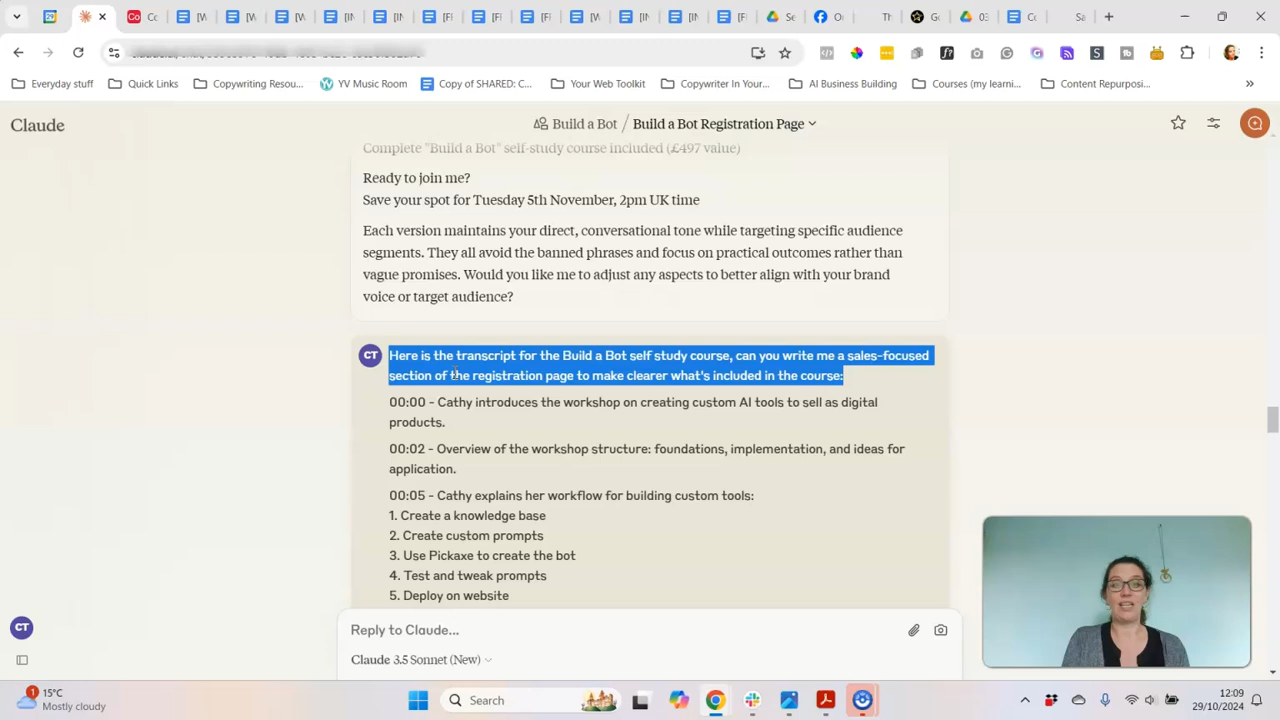 Everyday stuff
Quick Links
Copywriting Resou...
YV Music Room
Copy of SHARED: C...
Your Web Toolkit
Copywriter In Your...
AI Business Building
Courses (my learni...
Content Repurposi...
Claude
Build a Bot / Build a Bot Registration Page
Complete "Build a Bot" self-study course included (£497 value)
Ready to join me?
Save your spot for Tuesday 5th November, 2pm UK time
Each version maintains your direct, conversational tone while targeting specific audience
segments. They all avoid the banned phrases and focus on practical outcomes rather than
vague promises. Would you like me to adjust any aspects to better align with your brand
voice or target audience?
CT
Here is the transcript for the Build a Bot self study course, can you write me a sales-focused
section of the registration page to make clearer what's included in the course:
00:00 - Cathy introduces the workshop on creating custom AI tools to sell as digital
products.
00:02 - Overview of the workshop structure: foundations, implementation, and ideas for
application.
00:05 - Cathy explains her workflow for building custom tools:
1. Create a knowledge base
2. Create custom prompts
3. Use Pickaxe to create the bot
4. Test and tweak prompts
5. Deploy on website
CT
Reply to Claude...
Claude 3.5 Sonnet (New)
1
15°C
Mostly cloudy
Search
12:09
29/10/2024